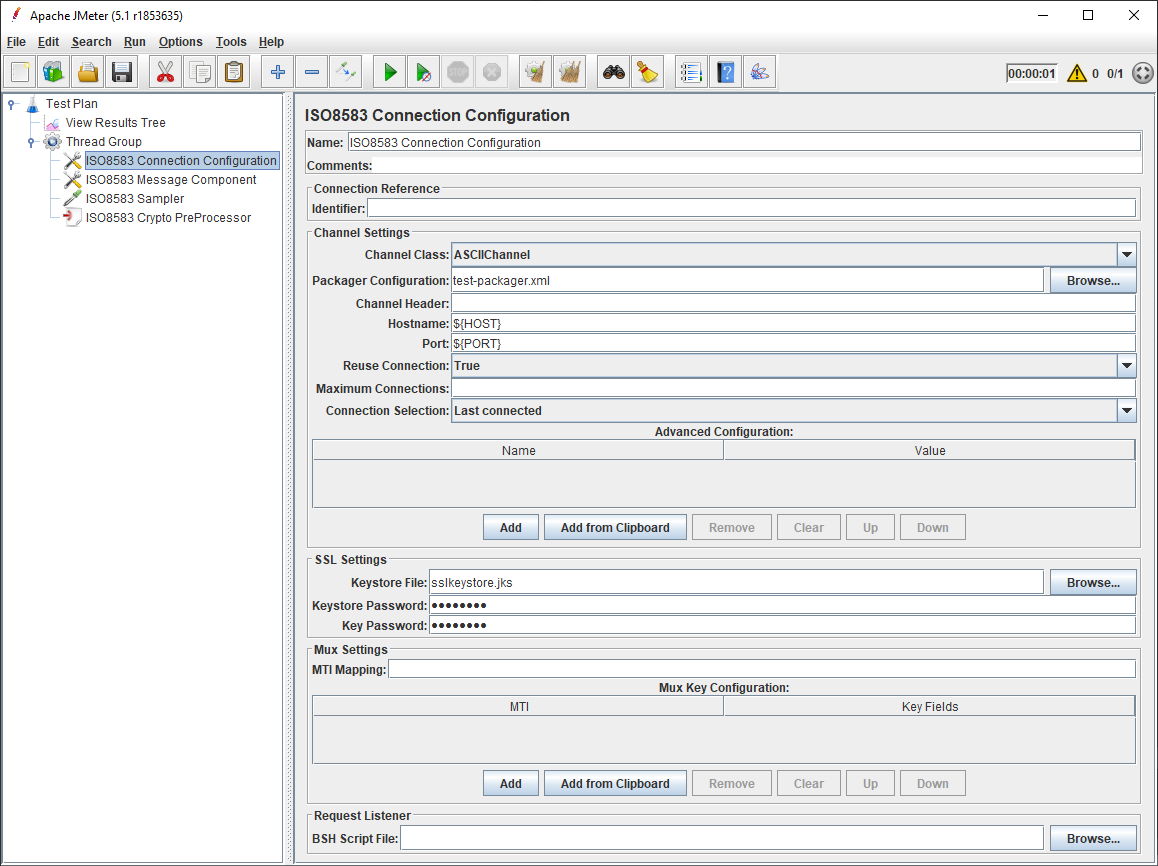 Apache JMeter (5.1 r1853635)
File Edit Search Run Options Tools Help
STOP
?
00:00:01 0 0/1
Test Plan
View Results Tree
Thread Group
ISO8583 Connection Configuration
ISO8583 Message Component
ISO8583 Sampler
ISO8583 Crypto PreProcessor
ISO8583 Connection Configuration
Name: ISO8583 Connection Configuration
Comments:
Connection Reference
Identifier:
Channel Settings
Channel Class: ASCIIChannel
Packager Configuration: test-packager.xml Browse...
Channel Header:
Hostname: ${HOST}
Port: ${PORT}
Reuse Connection: True
Maximum Connections:
Connection Selection: Last connected
Advanced Configuration:
Name Value
Add Add from Clipboard Remove Clear Up Down
SSL Settings
Keystore File: sslkeystore.jks Browse...
Keystore Password: ●●●●●●●●
Key Password: ●●●●●●●●
Mux Settings
MTI Mapping:
Mux Key Configuration:
MTI Key Fields
Add Add from Clipboard Remove Clear Up Down
Request Listener
BSH Script File: Browse...